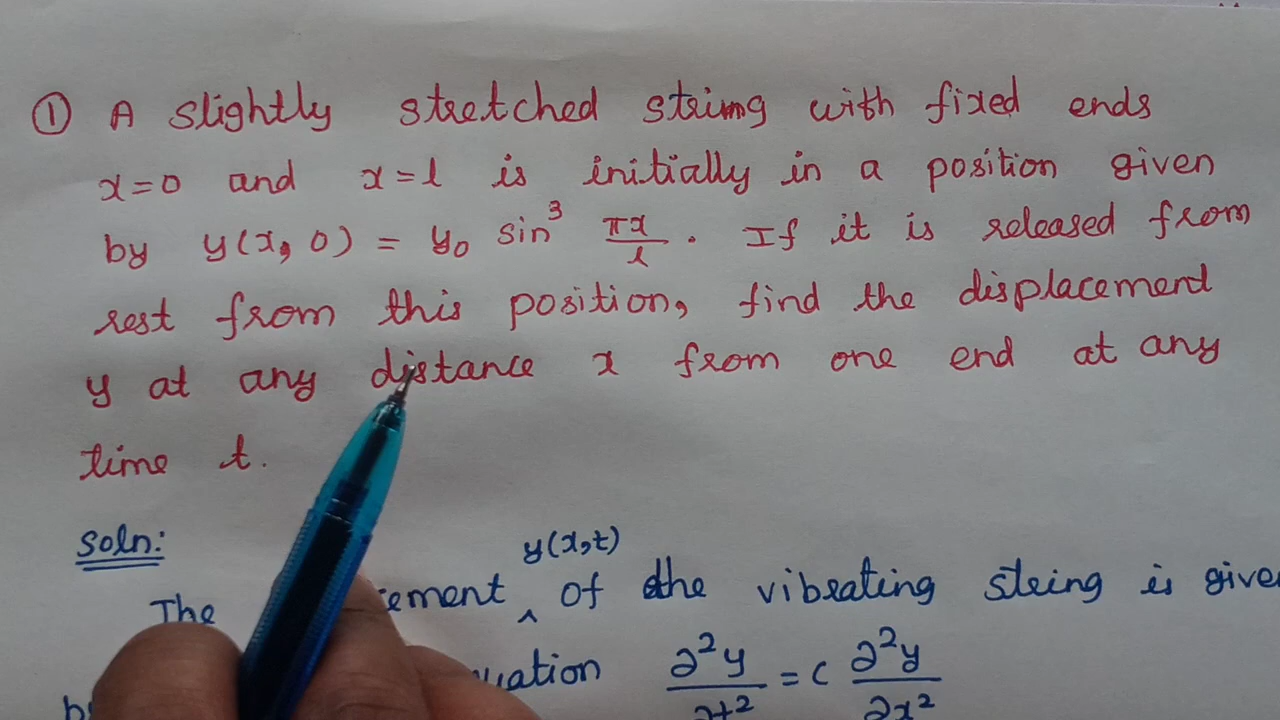 ① A slightly stretched string with fixed ends
x=0 and x=l is initially in a position given
by y(x, 0) = y₀ sin³ πx/l . If it is released from
rest from this position, find the displacement
y at any distance x from one end at any
time t.
Soln:
y(x,t)
The ement ‸ of the vibrating string is give
uation ∂²y/∂t² = c ∂²y/∂x²